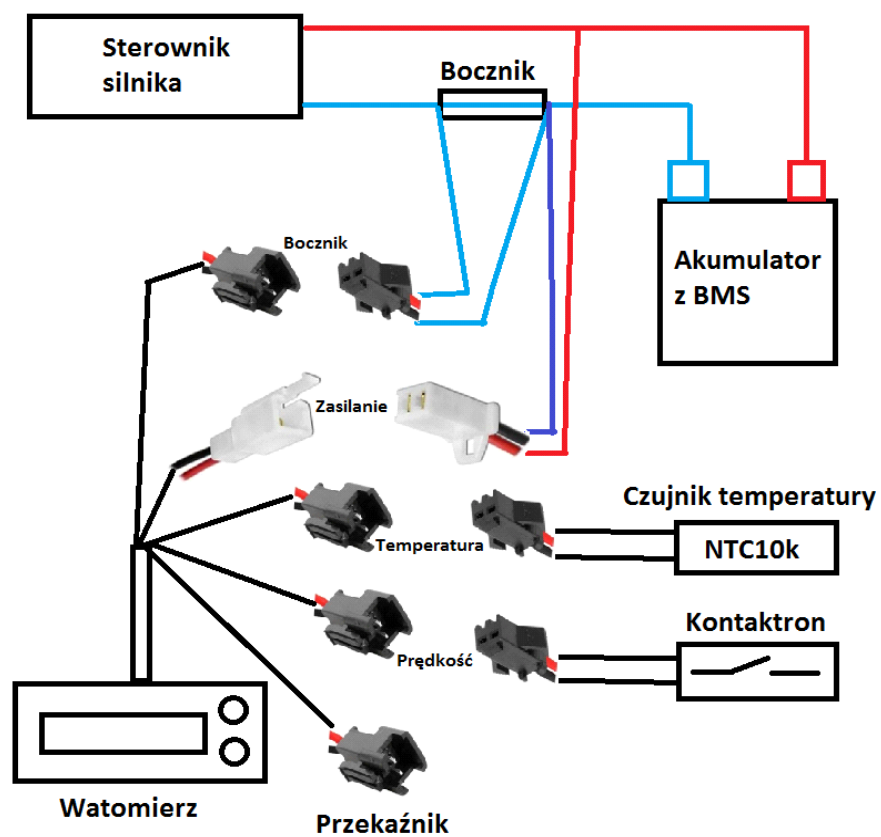 Sterownik
silnika
Bocznik
Bocznik
Akumulator
z BMS
Zasilanie
Czujnik temperatury
NTC10k
Temperatura
Kontaktron
Prędkość
Watomierz
Przekaźnik